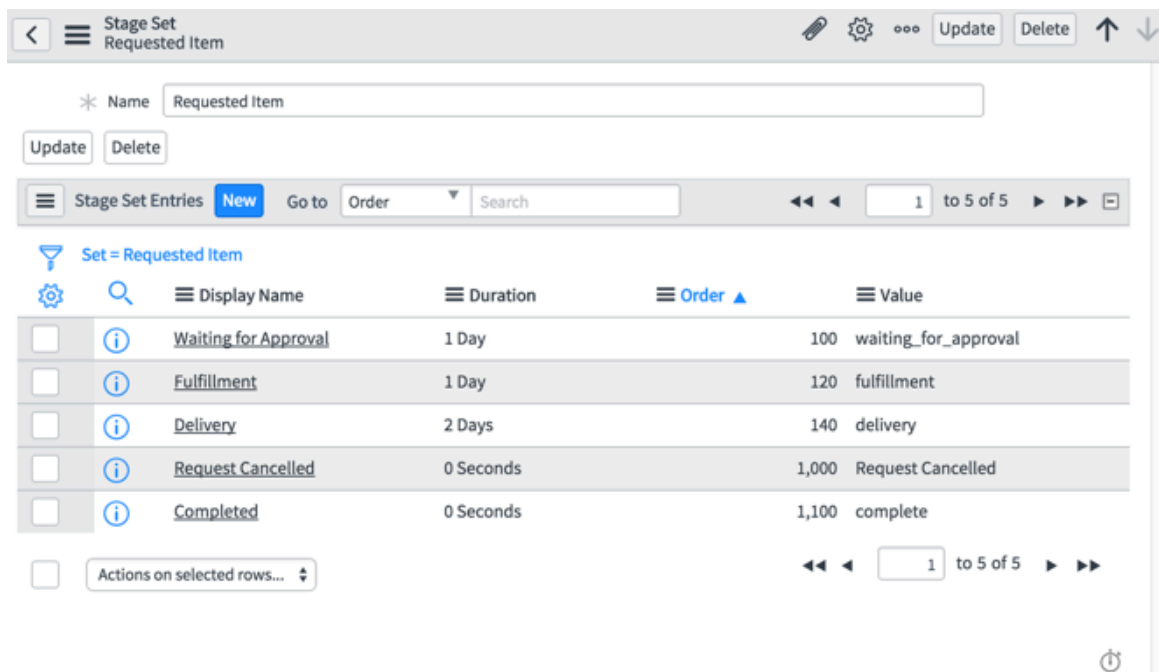 Stage Set
Requested Item
Update Delete
Name Requested Item
Update Delete
Stage Set Entries New Go to Order Search 1 to 5 of 5
Set = Requested Item
Display Name Duration Order Value
Waiting for Approval 1 Day 100 waiting_for_approval
Fulfillment 1 Day 120 fulfillment
Delivery 2 Days 140 delivery
Request Cancelled 0 Seconds 1,000 Request Cancelled
Completed 0 Seconds 1,100 complete
Actions on selected rows... 1 to 5 of 5